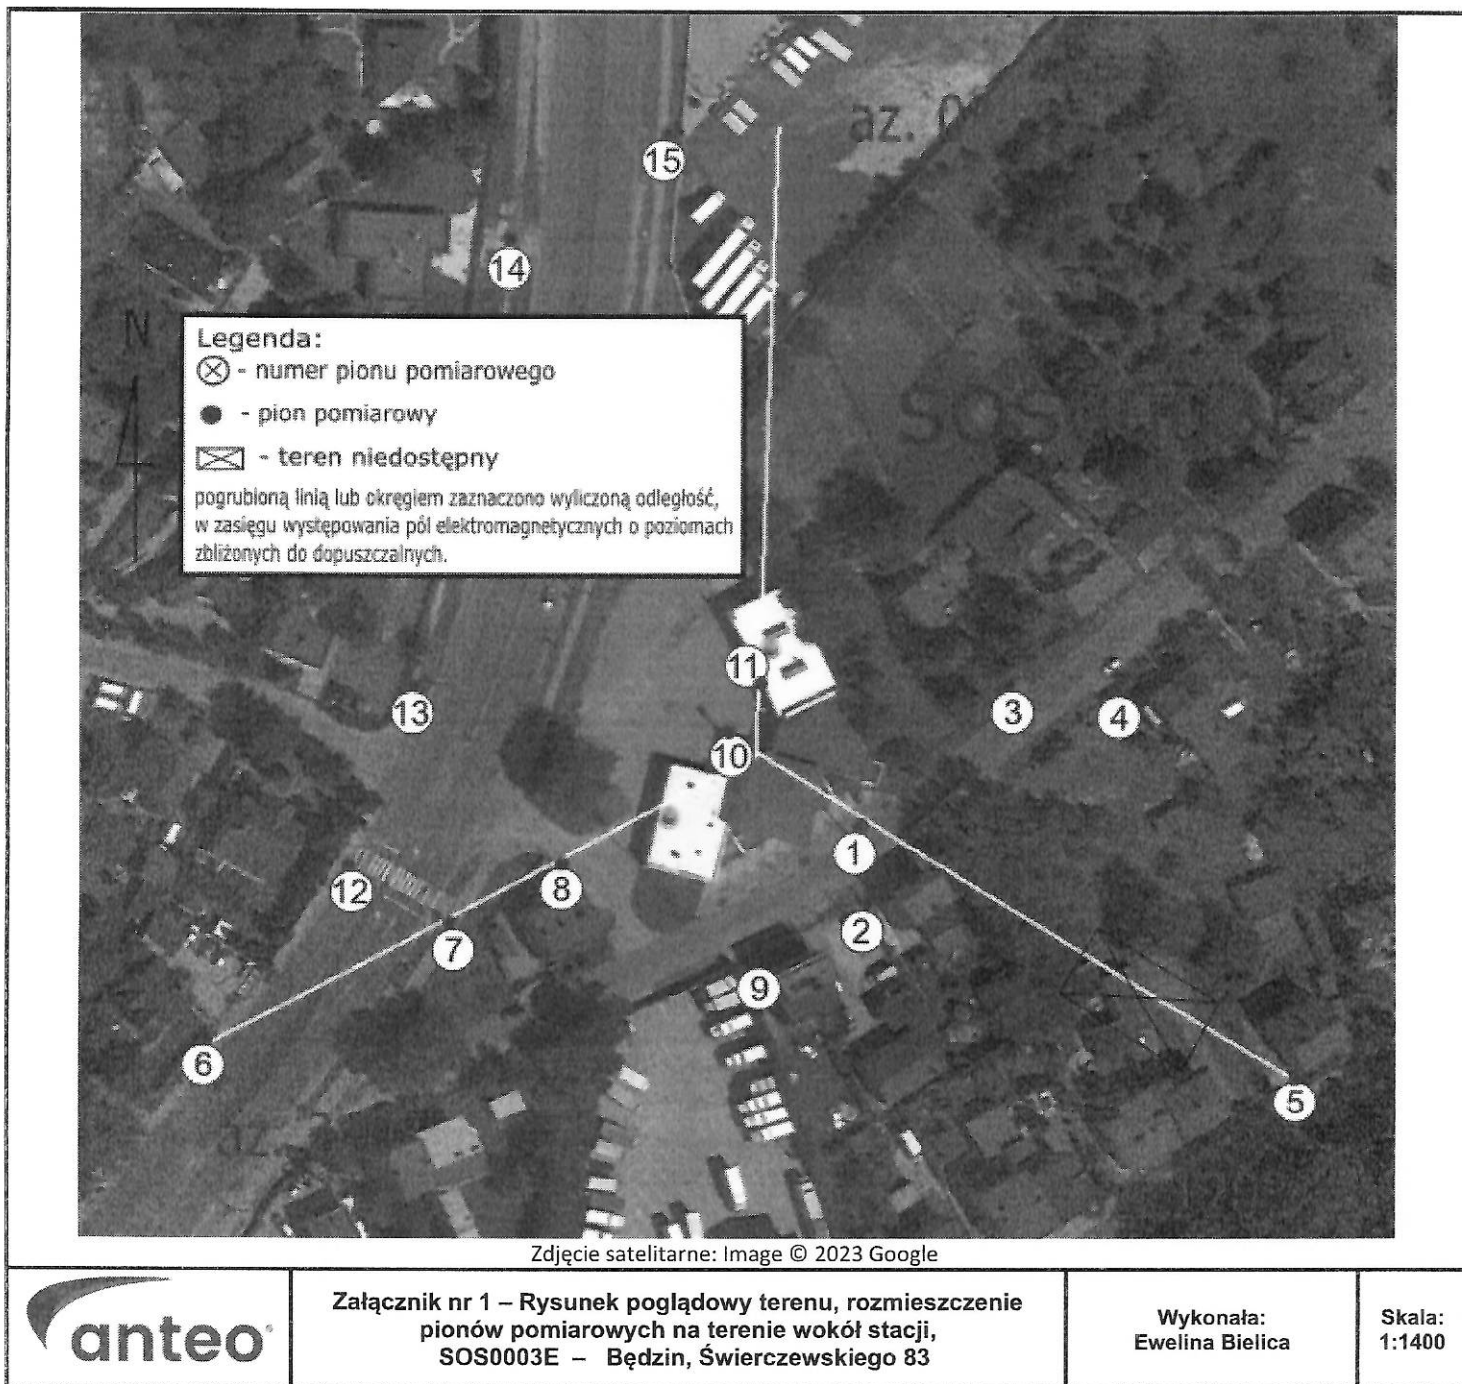 az. 0
15
14
N
Legenda:
- numer pionu pomiarowego
- pion pomiarowy
- teren niedostępny
pogrubioną linią lub okręgiem zaznaczono wyliczoną odległość,
w zasięgu występowania pól elektromagnetycznych o poziomach
zbliżonych do dopuszczalnych.
SOS
11
13
3
4
10
1
12
8
2
7
9
6
5
Zdjęcie satelitarne: Image © 2023 Google
anteo
Załącznik nr 1 – Rysunek poglądowy terenu, rozmieszczenie
pionów pomiarowych na terenie wokół stacji,
SOS0003E – Będzin, Świerczewskiego 83
Wykonała:
Ewelina Bielica
Skala:
1:1400